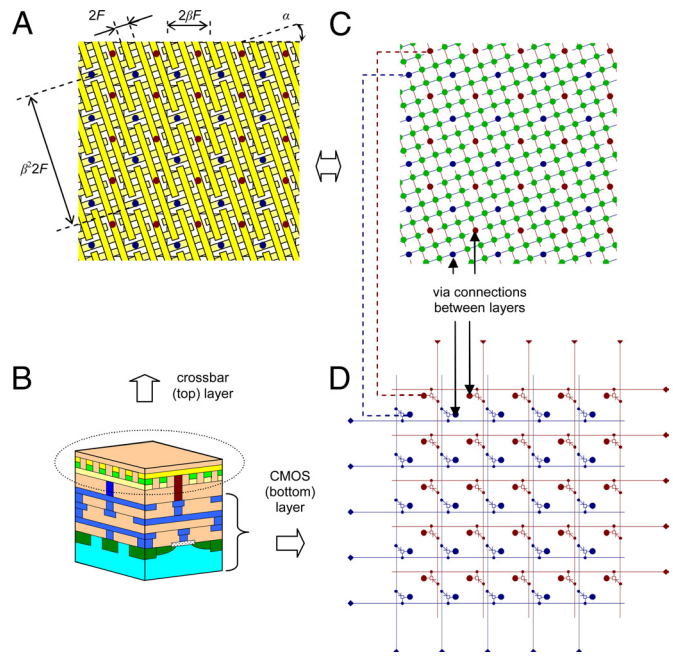 A
2F
2βF
α
C
β²2F
via connections
between layers
B
crossbar
(top) layer
D
CMOS
(bottom)
layer